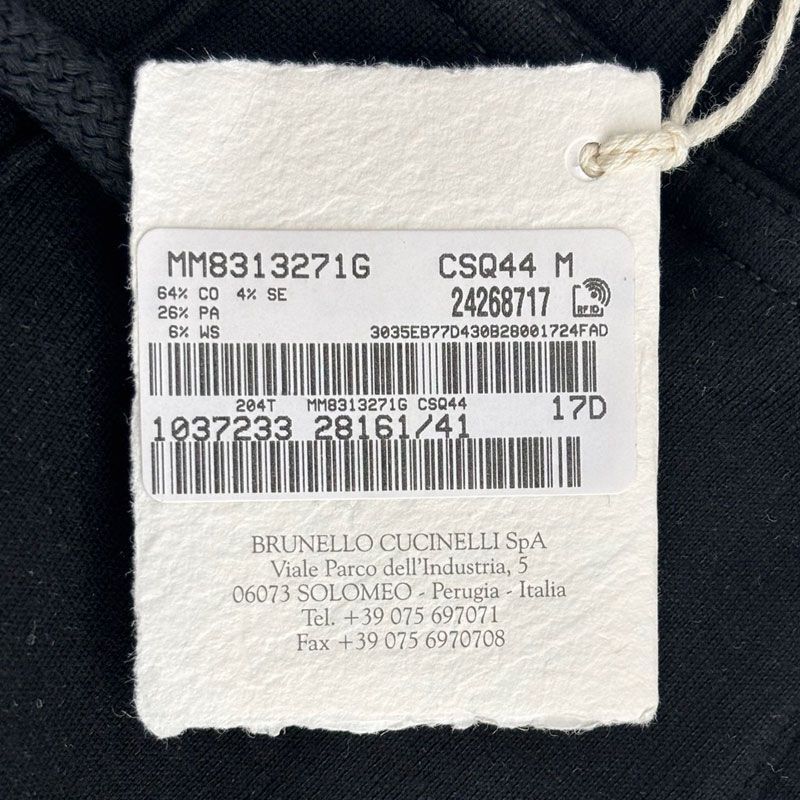 MM8313271G CSQ44 M
64% CO 4% SE 24268717
26% PA RFID
6% WS 3035EB77D430B28001724FAD
204T MM8313271G CSQ44 17D
1037233 28161/41
BRUNELLO CUCINELLI SpA
Viale Parco dell'Industria, 5
06073 SOLOMEO - Perugia - Italia
Tel. +39 075 697071
Fax +39 075 6970708